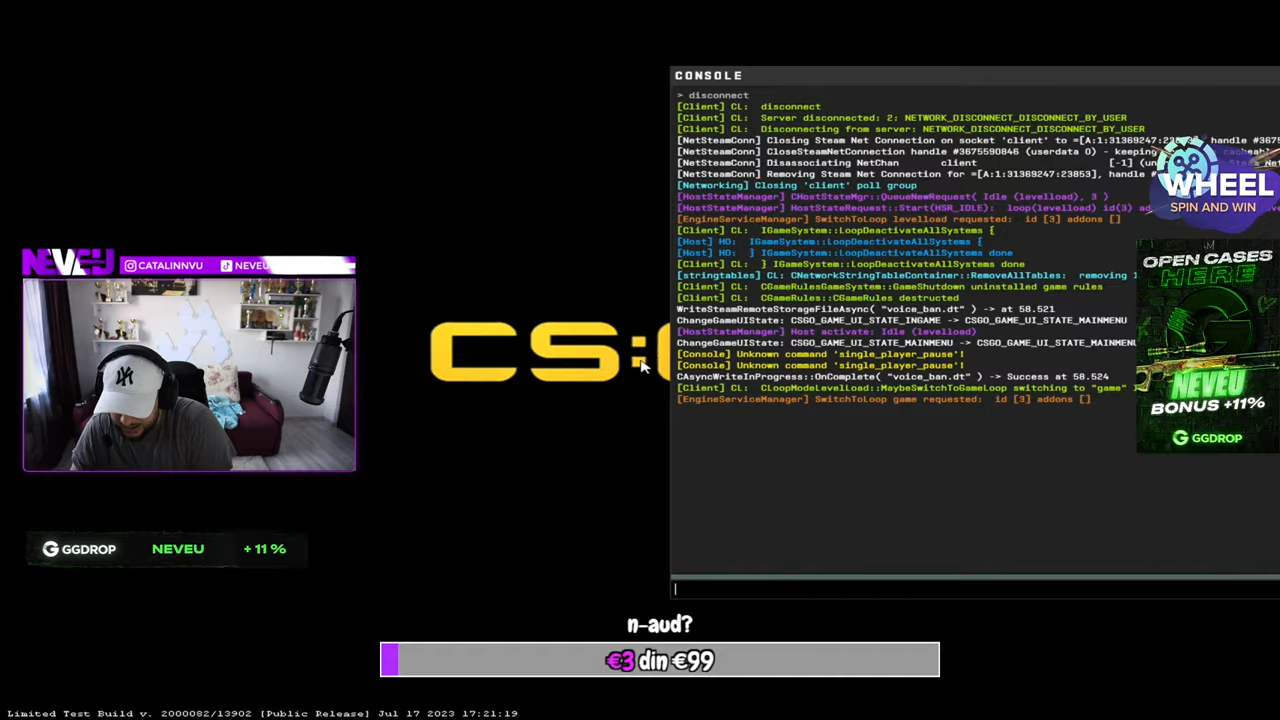 CONSOLE
> disconnect
[Client] CL:  disconnect
[Client] CL:  Server disconnected: 2: NETWORK_DISCONNECT_DISCONNECT_BY_USER
[Client] CL:  Disconnecting from server: NETWORK_DISCONNECT_DISCONNECT_BY_USER
[NetSteamConn] Closing Steam Net Connection on socket 'client' to =[A:1:31369247:
[NetSteamConn] CloseSteamNetConnection handle #3675590846 (userdata 0) - keeping
[NetSteamConn] Disassociating NetChan    client    [-1]
[NetSteamConn] Removing Steam Net Connection for =[A:1:31369247:23853], handle
[Networking] Closing 'client' poll group
[HostStateManager] CHostStateMgr::QueueNewRequest( Idle (levelload), 3 )
[HostStateManager] HostStateRequest::Start(HSR_IDLE):  loop(levelload) id(3)
[EngineServiceManager] SwitchToLoop levelload requested:  id [3] addons []
[Client] CL:  IGameSystem::LoopDeactivateAllSystems {
[Host] HO:  IGameSystem::LoopDeactivateAllSystems {
[Host] HO:  } IGameSystem::LoopDeactivateAllSystems done
[Client] CL:  } IGameSystem::LoopDeactivateAllSystems done
[stringtables] CL: CNetworkStringTableContainer::RemoveAllTables:  removing
[Client] CL:  CGameRulesGameSystem::GameShutdown uninstalled game rules
[Client] CL:  CGameRules::CGameRules destructed
WriteSteamRemoteStorageFileAsync( "voice_ban.dt" ) -> at 58.521
ChangeGameUIState: CSGO_GAME_UI_STATE_INGAME -> CSGO_GAME_UI_STATE_MAINMENU
[HostStateManager] Host activate: Idle (levelload)
ChangeGameUIState: CSGO_GAME_UI_STATE_MAINMENU -> CSGO_GAME_UI_STATE_MAINMENU
[Console] Unknown command 'single_player_pause'!
[Console] Unknown command 'single_player_pause'!
CAsyncWriteInProgress::OnComplete( "voice_ban.dt" ) -> Success at 58.524
[Client] CL:  CLoopModeLevelLoad::MaybeSwitchToGameLoop switching to "game"
[EngineServiceManager] SwitchToLoop game requested:  id [3] addons []
WHEEL
SPIN AND WIN
OPEN CASES
HERE
NEVEU
BONUS +11%
GGDROP
CS:
NEVEU
CATALINNVU
NEVEU
GGDROP NEVEU +11%
n-aud?
€3 din €99
Limited Test Build v. 2000082/13902 [Public Release] Jul 17 2023 17:21:19